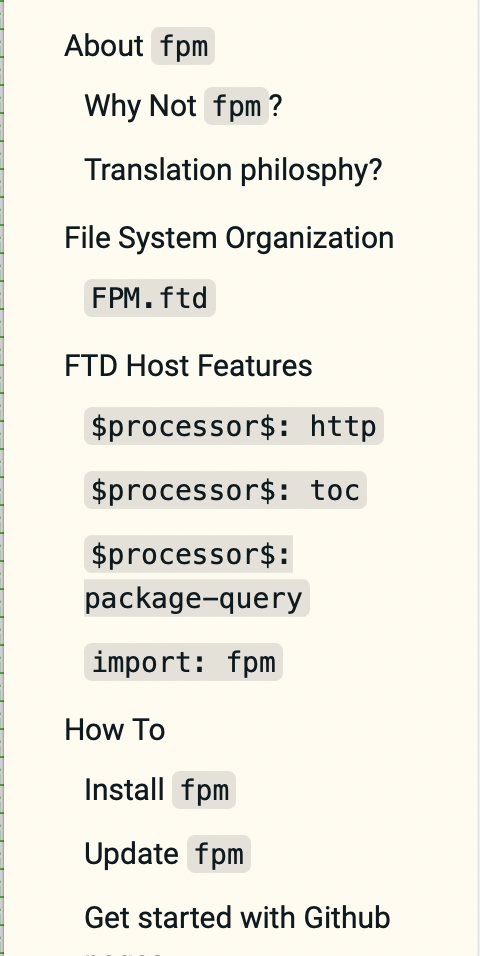 About fpm
Why Not fpm?
Translation philosphy?
File System Organization
FPM.ftd
FTD Host Features
$processor$: http
$processor$: toc
$processor$:
package-query
import: fpm
How To
Install fpm
Update fpm
Get started with Github